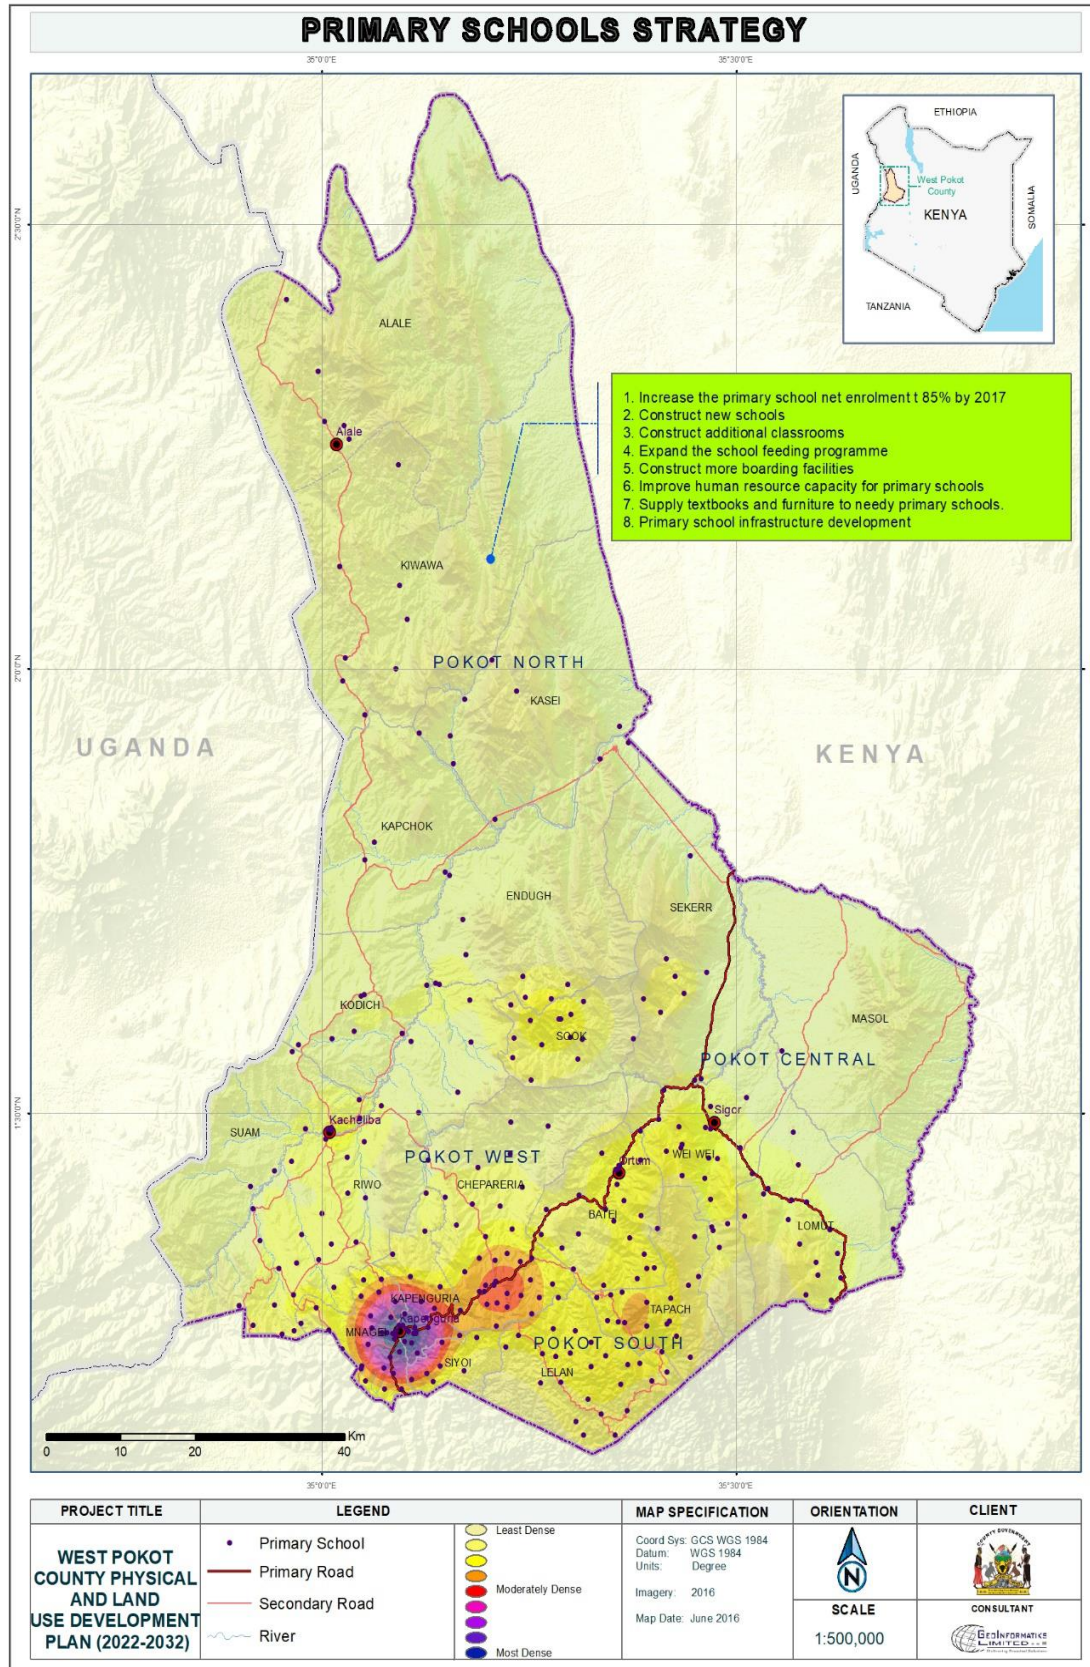 PRIMARY SCHOOLS STRATEGY
35°0'0"E
35°30'0"E
ETHIOPIA
UGANDA
West Pokot
County
KENYA
SOMALIA
TANZANIA
2°30'0"N
ALALE
1. Increase the primary school net enrolment t 85% by 2017
2. Construct new schools
3. Construct additional classrooms
4. Expand the school feeding programme
5. Construct more boarding facilities
6. Improve human resource capacity for primary schools
7. Supply textbooks and furniture to needy primary schools.
8. Primary school infrastructure development
Alale
KIWAWA
POKOT NORTH
2°0'0"N
KASEI
UGANDA
KENYA
KAPCHOK
ENDUGH
SEKERR
KODICH
MASOL
SOOK
POKOT CENTRAL
1°30'0"N
Sigor
Kacheliba
SUAM
POKOT WEST
WEI WEI
Ortum
RIWO
CHEPARERIA
BATEI
LOMUT
KAPENGURIA
TAPACH
Kapenguria
MNAGEI
POKOT SOUTH
SIYOI
LELAN
Km
0 10 20 40
35°0'0"E
35°30'0"E
PROJECT TITLE
WEST POKOT
COUNTY PHYSICAL
AND LAND
USE DEVELOPMENT
PLAN (2022-2032)
LEGEND
Primary School
Primary Road
Secondary Road
River
Least Dense
Moderately Dense
Most Dense
MAP SPECIFICATION
Coord Sys: GCS WGS 1984
Datum: WGS 1984
Units: Degree
Imagery: 2016
Map Date: June 2016
ORIENTATION
N
SCALE
1:500,000
CLIENT
CONSULTANT
GEOINFORMATIKS
LIMITED